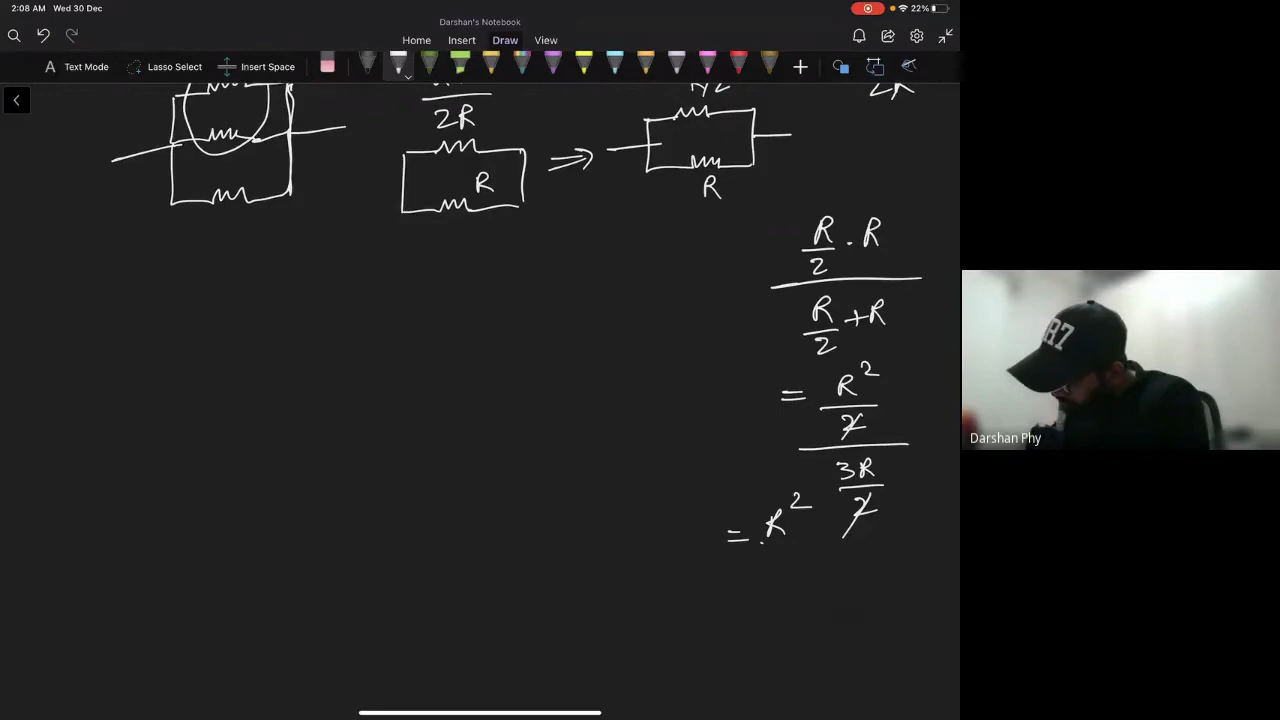 2:08 AM Wed 30 Dec
22%
Darshan's Notebook
Home Insert Draw View
A Text Mode
Lasso Select
Insert Space
2R
2R
R
R/2
R
R/2 . R
R/2 + R
= R²/2
3R/2
= R²
Darshan Phy